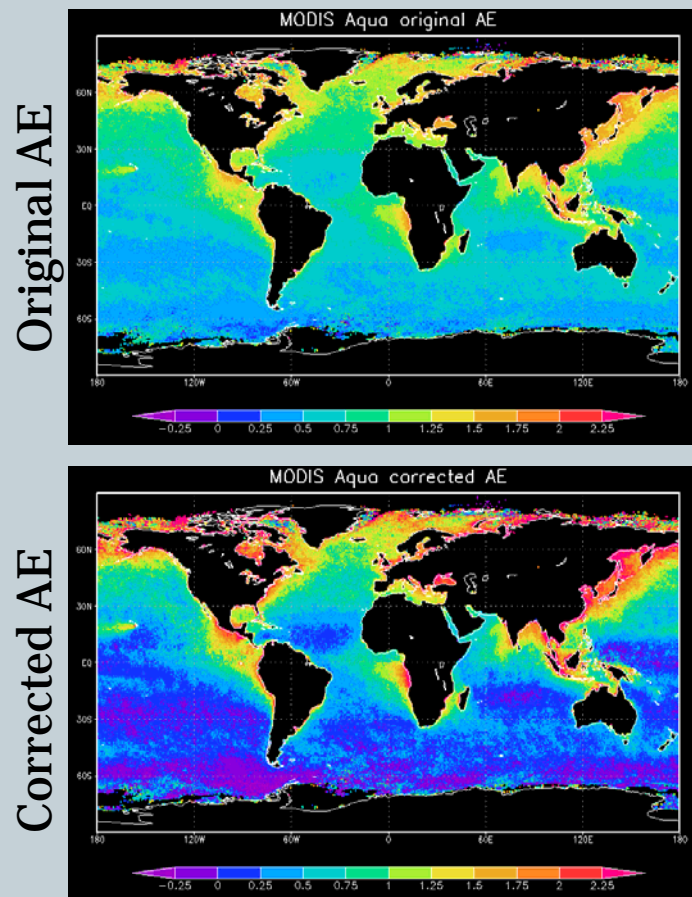 Original AE
MODIS Aqua original AE
60N
30N
EQ
30S
60S
180 120W 60W 0 60E 120E 180
-0.25 0 0.25 0.5 0.75 1 1.25 1.5 1.75 2 2.25
Corrected AE
MODIS Aqua corrected AE
60N
30N
EQ
30S
60S
180 120W 60W 0 60E 120E 180
-0.25 0 0.25 0.5 0.75 1 1.25 1.5 1.75 2 2.25